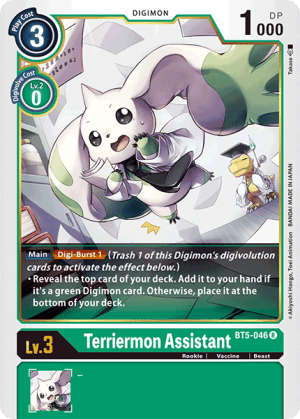 DIGIMON
Play Cost
3
1000
DP
Digivolve Cost
Lv.2
0
Takase
© Akiyoshi Hongo, Toei Animation BANDAI MADE IN JAPAN
Main Digi-Burst 1 (Trash 1 of this Digimon's digivolution
cards to activate the effect below.)
• Reveal the top card of your deck. Add it to your hand if
it's a green Digimon card. Otherwise, place it at the
bottom of your deck.
Lv.3
Terriermon Assistant
BT5-046 R
Rookie | Vaccine | Beast
–